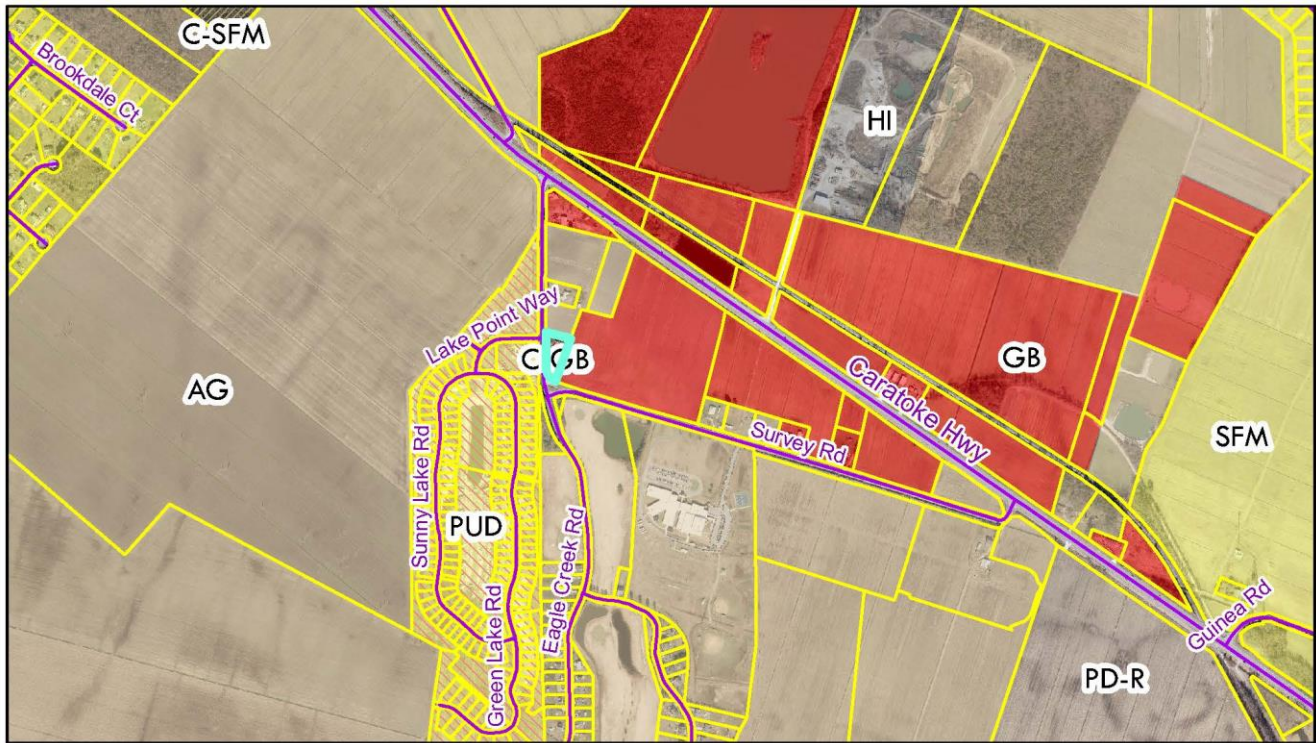 C-SFM
Brookdale Ct
HI
Lake Point Way
C-GB
GB
AG
Caratoke Hwy
SFM
Survey Rd
Sunny Lake Rd
PUD
Eagle Creek Rd
Green Lake Rd
Guinea Rd
PD-R